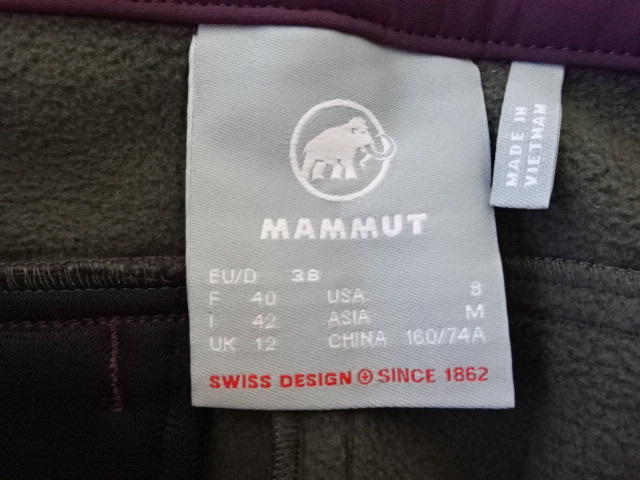 MAMMUT
EU/D 38
F 40 USA 8
I 42 ASIA M
UK 12 CHINA 160/74A
SWISS DESIGN SINCE 1862
MADE IN
VIETNAM